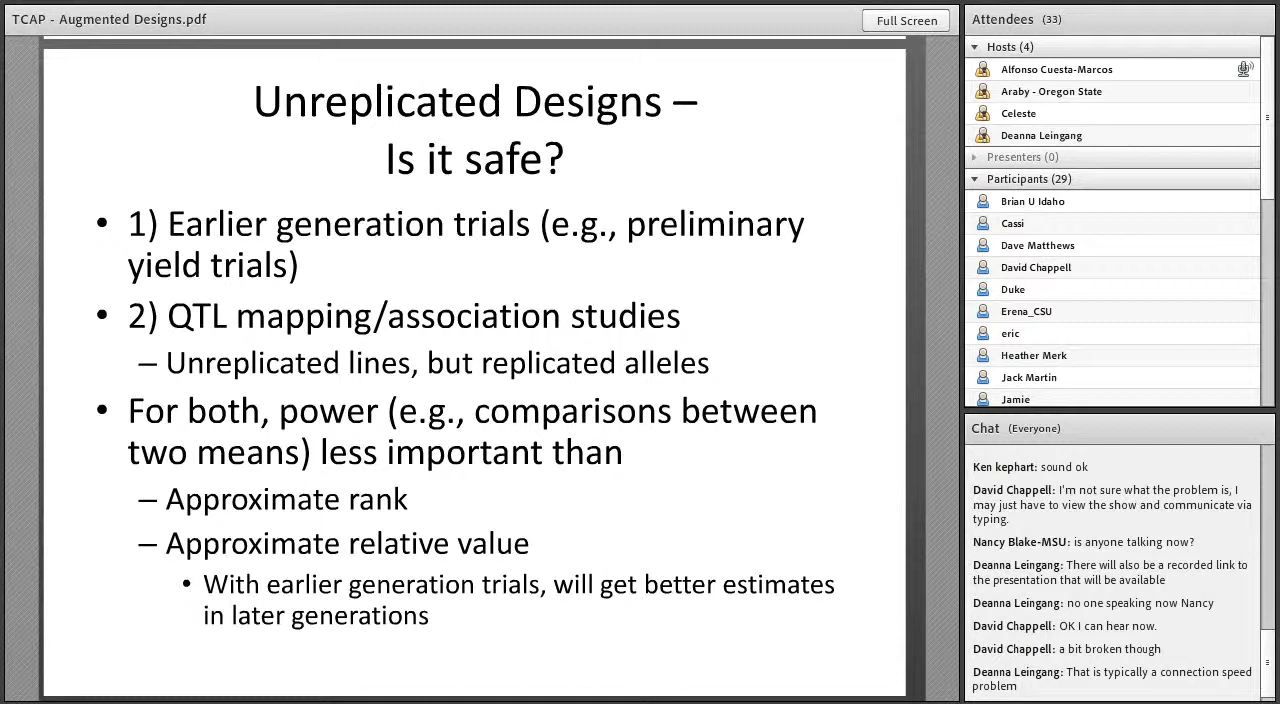 TCAP - Augmented Designs.pdf
Full Screen
Unreplicated Designs –
Is it safe?
• 1) Earlier generation trials (e.g., preliminary
yield trials)
• 2) QTL mapping/association studies
– Unreplicated lines, but replicated alleles
• For both, power (e.g., comparisons between
two means) less important than
– Approximate rank
– Approximate relative value
• With earlier generation trials, will get better estimates
in later generations
Attendees (33)
Hosts (4)
Alfonso Cuesta-Marcos
Araby - Oregon State
Celeste
Deanna Leingang
Presenters (0)
Participants (29)
Brian U Idaho
Cassi
Dave Matthews
David Chappell
Duke
Erena_CSU
eric
Heather Merk
Jack Martin
Jamie
Chat (Everyone)
Ken kephart: sound ok
David Chappell: I'm not sure what the problem is, I
may just have to view the show and communicate via
typing.
Nancy Blake-MSU: is anyone talking now?
Deanna Leingang: There will also be a recorded link to
the presentation that will be available
Deanna Leingang: no one speaking now Nancy
David Chappell: OK I can hear now.
David Chappell: a bit broken though
Deanna Leingang: That is typically a connection speed
problem